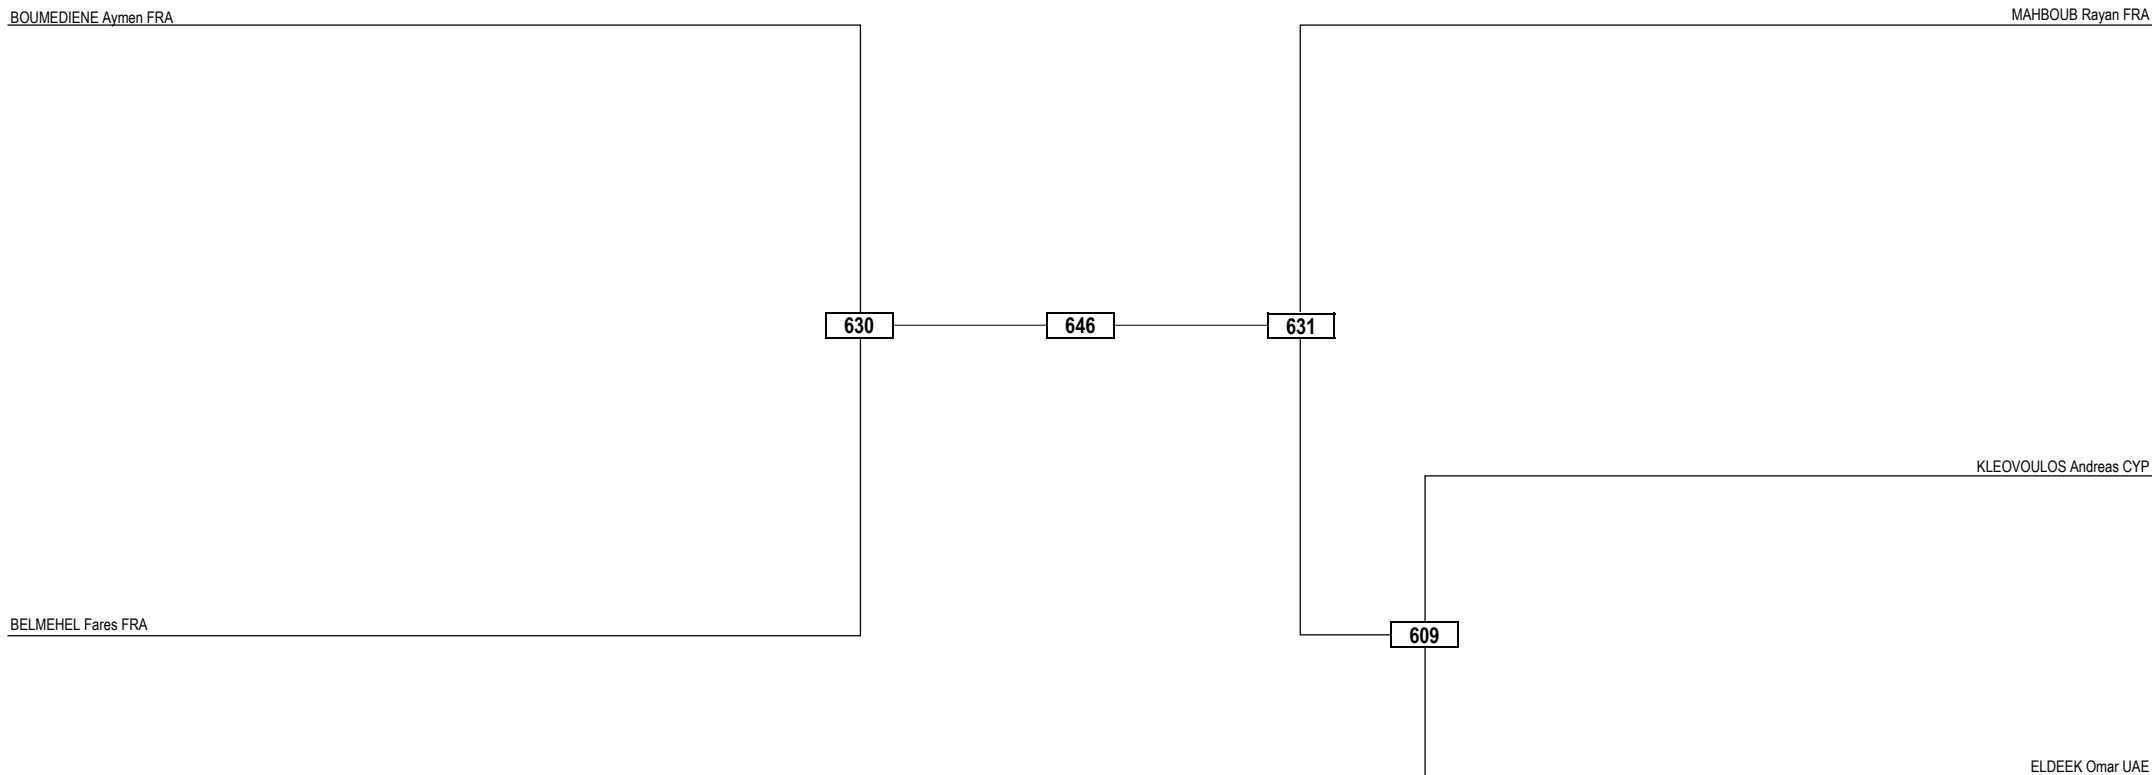 BOUMEDIENE Aymen FRA
MAHBOUB Rayan FRA
630
646
631
KLEOVOULOS Andreas CYP
BELMEHEL Fares FRA
609
ELDEEK Omar UAE